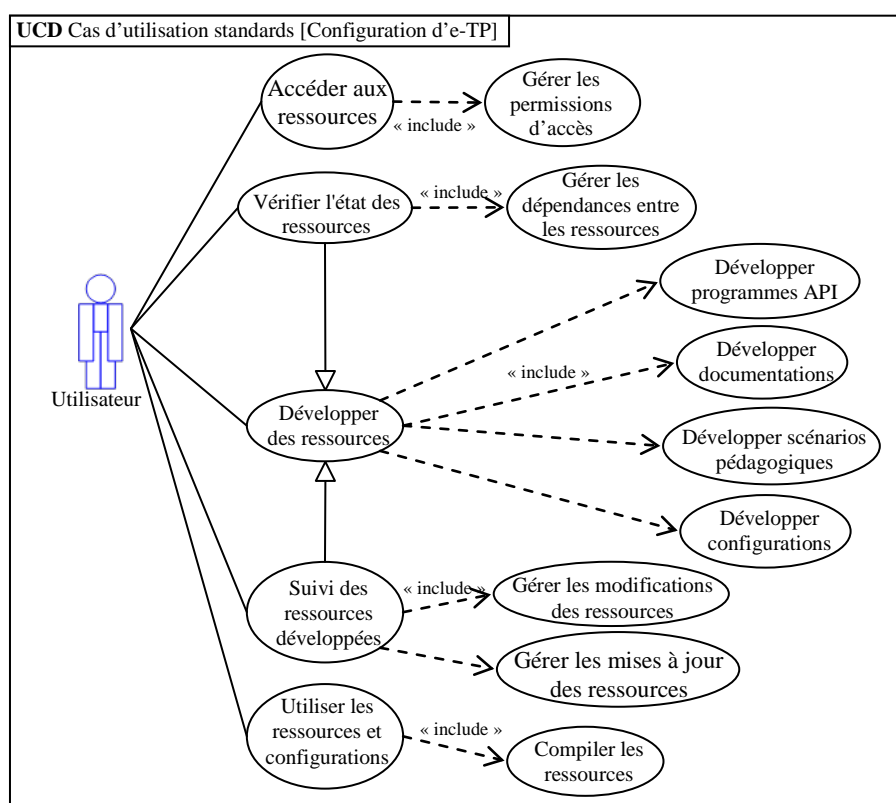 UCD Cas d'utilisation standards [Configuration d'e-TP]
Accéder aux
ressources
« include »
Gérer les
permissions
d'accès
Vérifier l'état des
ressources
« include »
Gérer les
dépendances entre
les ressources
Développer
programmes API
Utilisateur
Développer
des ressources
« include »
Développer
documentations
Développer scénarios
pédagogiques
Développer
configurations
Suivi des
ressources
développées
« include »
Gérer les modifications
des ressources
Gérer les mises à jour
des ressources
Utiliser les
ressources et
configurations
« include »
Compiler les
ressources